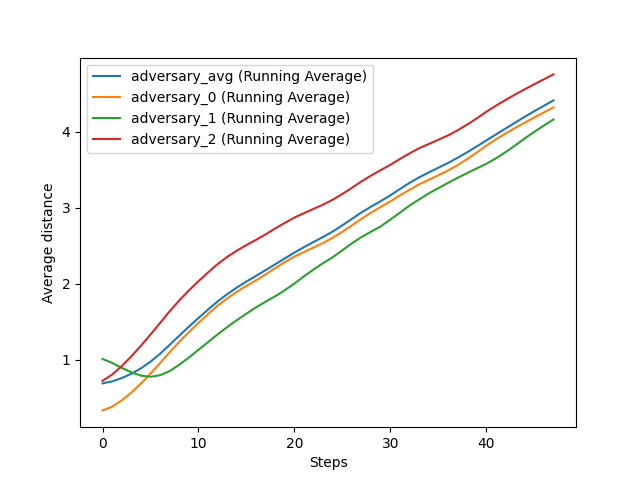 adversary_avg (Running Average)
adversary_0 (Running Average)
adversary_1 (Running Average)
adversary_2 (Running Average)
4
3
2
1
Average distance
0 10 20 30 40
Steps